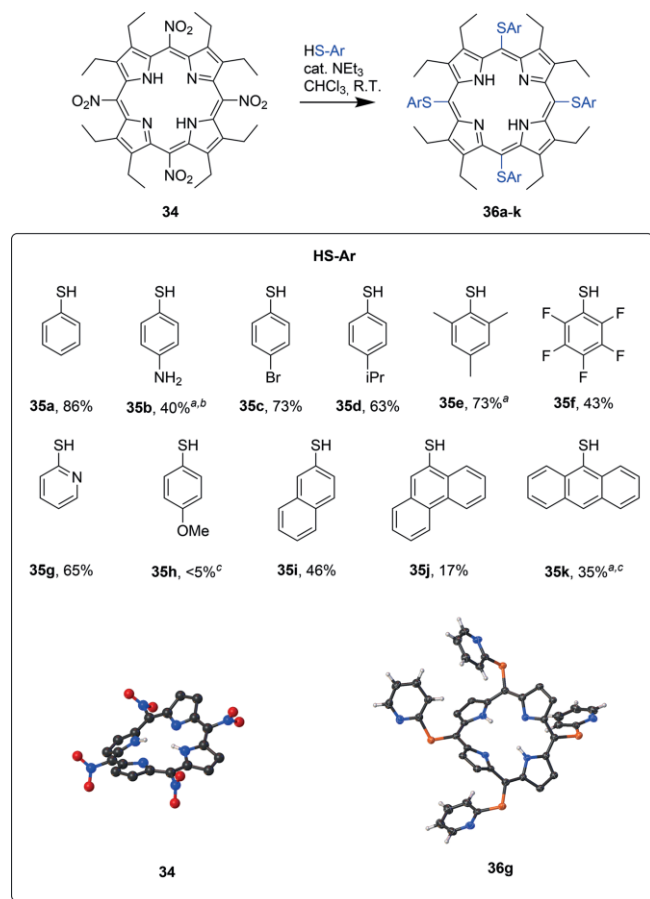 NO₂
NH
N
O₂N
NO₂
N
HN
NO₂
34
HS-Ar
cat. NEt₃
CHCl₃, R.T.
SAr
NH
N
ArS
SAr
N
HN
SAr
36a-k
HS-Ar
SH
35a, 86%
SH
NH₂
35b, 40%ᵃ,ᵇ
SH
Br
35c, 73%
SH
iPr
35d, 63%
SH
35e, 73%ᵃ
SH
F
F
F
F
F
35f, 43%
SH
N
35g, 65%
SH
OMe
35h, <5%ᶜ
SH
35i, 46%
SH
35j, 17%
SH
35k, 35%ᵃ,ᶜ
34
36g